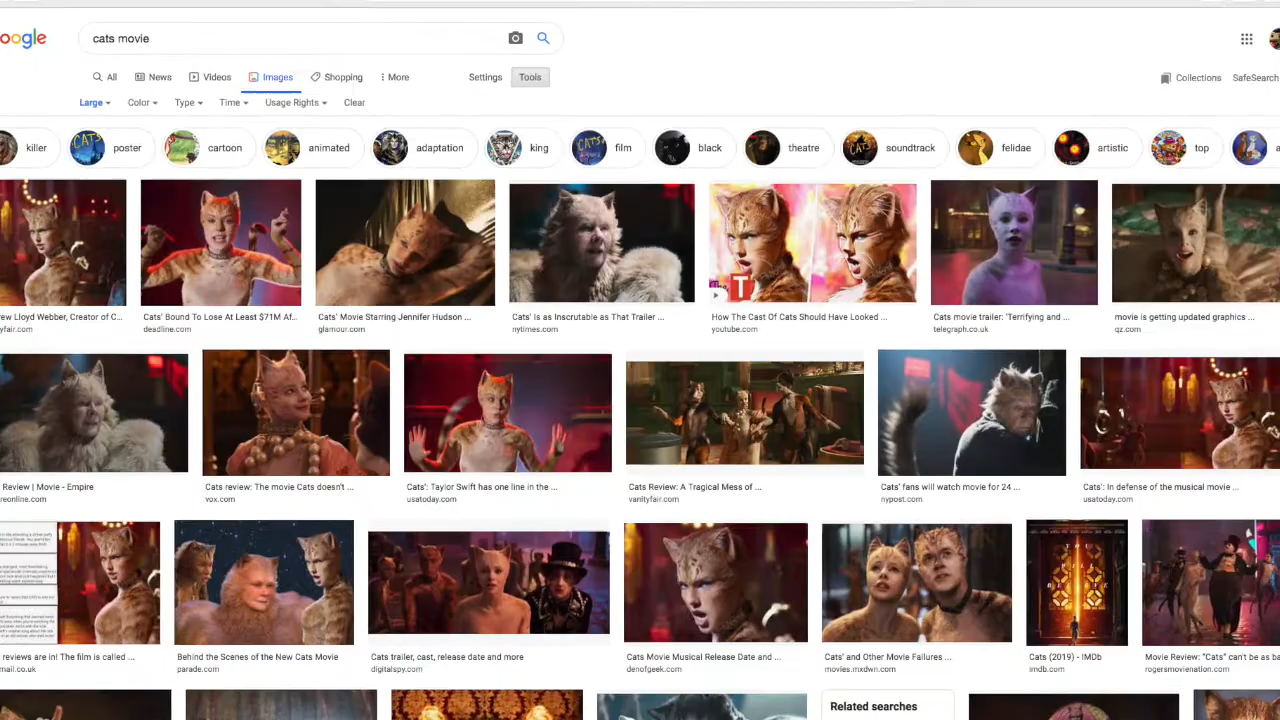 oogle
cats movie
All News Videos Images Shopping More Settings Tools
Collections SafeSearch
Large Color Type Time Usage Rights Clear
killer poster cartoon animated adaptation king film black theatre soundtrack felidae artistic top
rew Lloyd Webber, Creator of C... Cats' Bound To Lose At Least $71M Af... Cats' Movie Starring Jennifer Hudson ... Cats' Is as Inscrutable as That Trailer ... How The Cast Of Cats Should Have Looked ... Cats movie trailer: 'Terrifying and ... movie is getting updated graphics ...
yfair.com deadline.com glamour.com nytimes.com youtube.com telegraph.co.uk qz.com
Review | Movie - Empire Cats review: The movie Cats doesn't ... Cats': Taylor Swift has one line in the ... Cats Review: A Tragical Mess of ... Cats' fans will watch movie for 24 ... Cats': In defense of the musical movie ...
reonline.com vox.com usatoday.com vanityfair.com nypost.com usatoday.com
reviews are in! The film is called ... Behind the Scenes of the New Cats Movie Cats trailer, cast, release date and more Cats Movie Musical Release Date and ... Cats' and Other Movie Failures ... Cats (2019) - IMDb Movie Review: "Cats" can't be as ba
mail.co.uk parade.com digitalspy.com denofgeek.com movies.mxdwn.com imdb.com rogersmovienation.com
Related searches